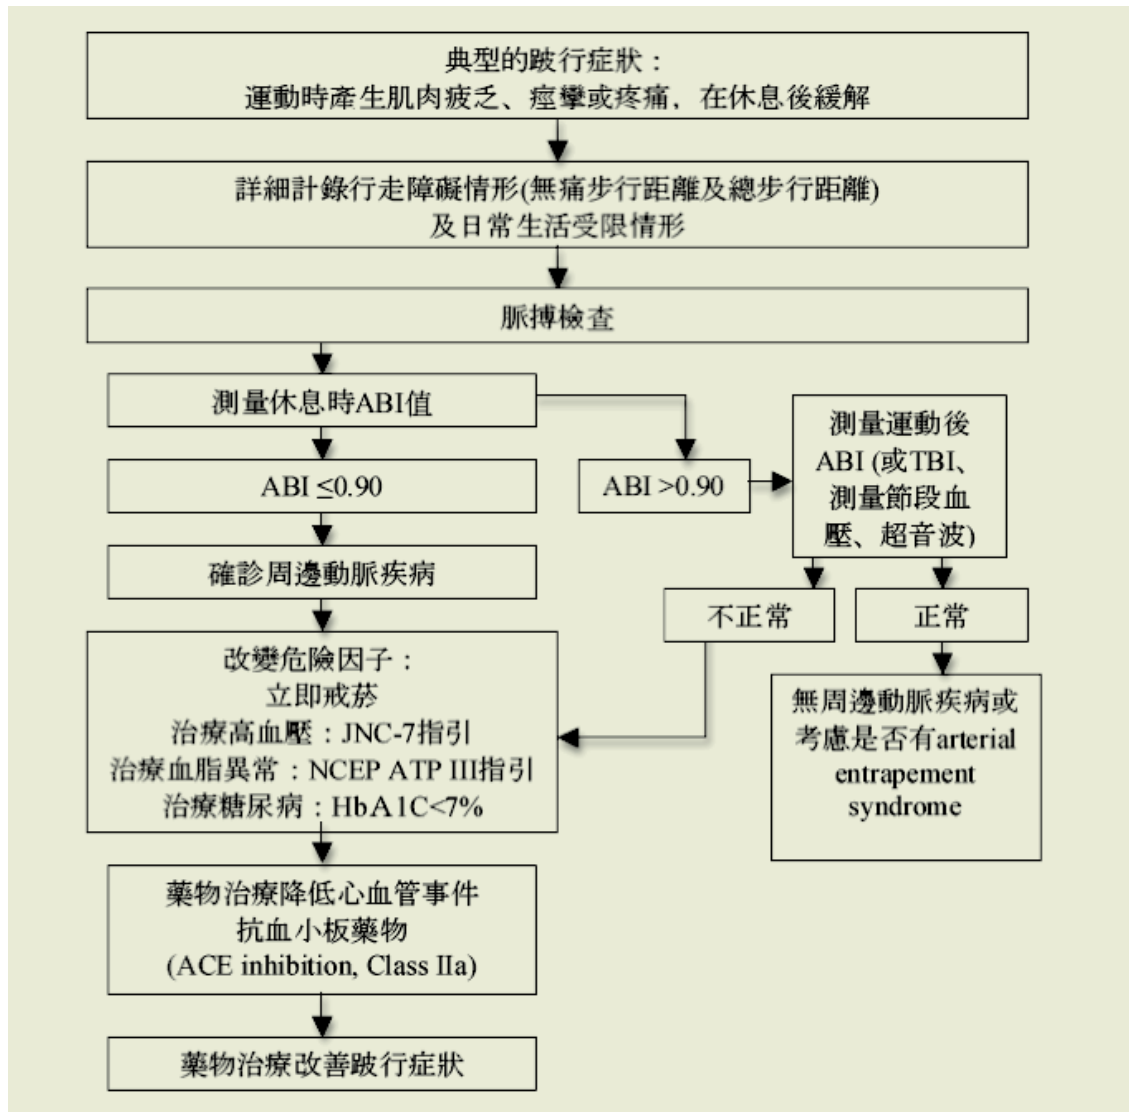 典型的跛行症狀：
運動時產生肌肉疲乏、痙攣或疼痛，在休息後緩解
詳細計錄行走障礙情形(無痛步行距離及總步行距離)
及日常生活受限情形
脈搏檢查
測量休息時ABI值
ABI ≤0.90
ABI >0.90
測量運動後
ABI (或TBI、
測量節段血
壓、超音波)
確診周邊動脈疾病
不正常
正常
改變危險因子：
立即戒菸
治療高血壓：JNC-7指引
治療血脂異常：NCEP ATP III指引
治療糖尿病：HbA1C<7%
無周邊動脈疾病或
考慮是否有arterial
entrapement
syndrome
藥物治療降低心血管事件
抗血小板藥物
(ACE inhibition, Class IIa)
藥物治療改善跛行症狀